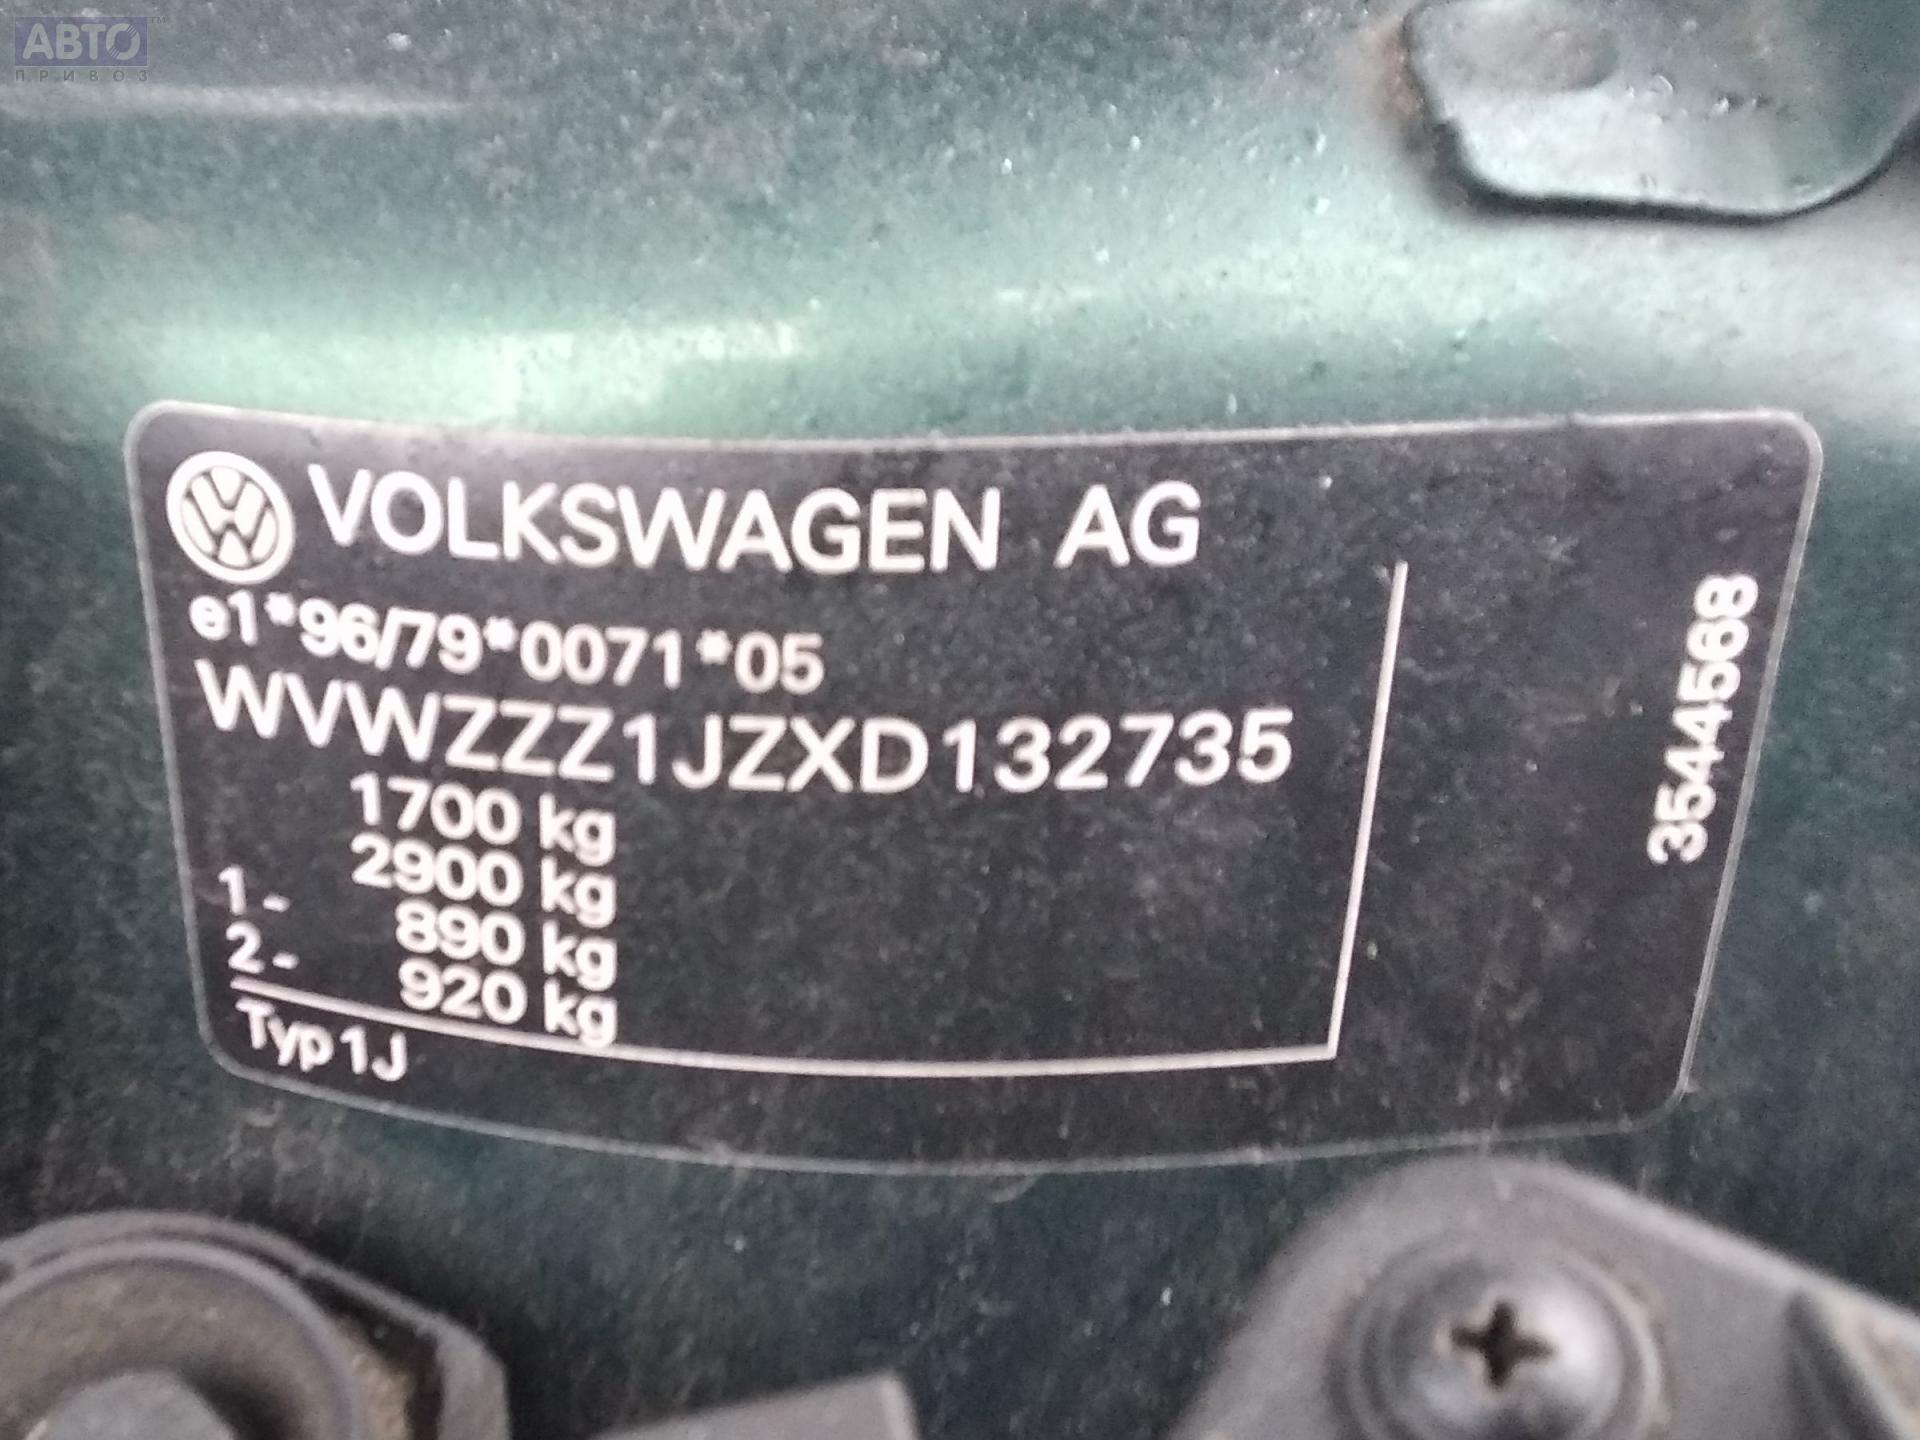 АВТО™
ПРИВОЗ
VOLKSWAGEN AG
e1*96/79*0071*05
WVWZZZ1JZXD132735
1700 kg
2900 kg
1- 890 kg
2- 920 kg
Typ 1J
3544568